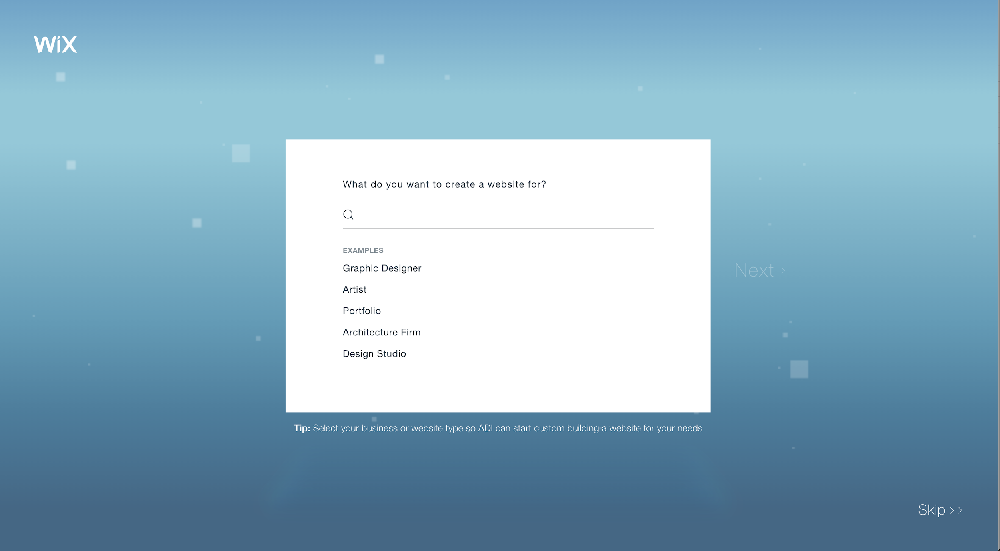 WiX
What do you want to create a website for?
EXAMPLES
Graphic Designer
Artist
Portfolio
Architecture Firm
Design Studio
Next >
Tip: Select your business or website type so ADI can start custom building a website for your needs
Skip > >